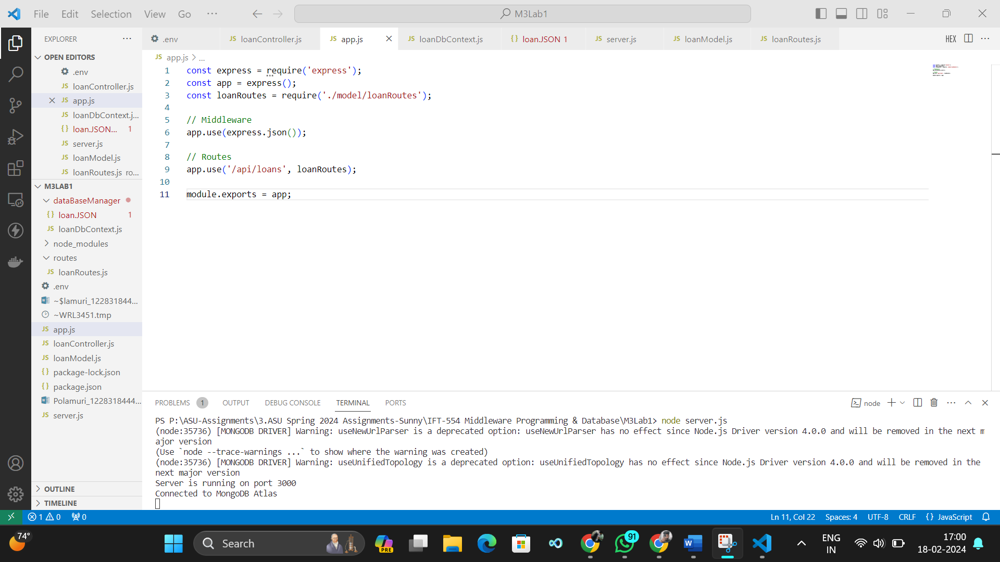 File Edit Selection View Go ···
M3Lab1
EXPLORER ···
OPEN EDITORS
.env
loanController.js
app.js
loanDbContext.j...
loan.JSON... 1
server.js
loanModel.js
loanRoutes.js ro...
M3LAB1
dataBaseManager
loan.JSON 1
loanDbContext.js
node_modules
routes
loanRoutes.js
.env
~$lamuri_122831844...
~WRL3451.tmp
app.js
loanController.js
loanModel.js
package-lock.json
package.json
Polamuri_1228318444...
server.js
OUTLINE
TIMELINE
.env loanController.js app.js loanDbContext.js loan.JSON 1 server.js loanModel.js loanRoutes.js HEX ···
JS app.js > ...
1 const express = require('express');
2 const app = express();
3 const loanRoutes = require('./model/loanRoutes');
4
5 // Middleware
6 app.use(express.json());
7
8 // Routes
9 app.use('/api/loans', loanRoutes);
10
11 module.exports = app;
PROBLEMS 1 OUTPUT DEBUG CONSOLE TERMINAL PORTS node
PS P:\ASU-Assignments\3.ASU Spring 2024 Assignments-Sunny\IFT-554 Middleware Programming & Database\M3Lab1> node server.js
(node:35736) [MONGODB DRIVER] Warning: useNewUrlParser is a deprecated option: useNewUrlParser has no effect since Node.js Driver version 4.0.0 and will be removed in the next m
ajor version
(Use `node --trace-warnings ...` to show where the warning was created)
(node:35736) [MONGODB DRIVER] Warning: useUnifiedTopology is a deprecated option: useUnifiedTopology has no effect since Node.js Driver version 4.0.0 and will be removed in the
next major version
Server is running on port 3000
Connected to MongoDB Atlas
1 0 0 Ln 11, Col 22 Spaces: 4 UTF-8 CRLF {} JavaScript
74° Search PRE 91 ENG
IN
17:00
18-02-2024